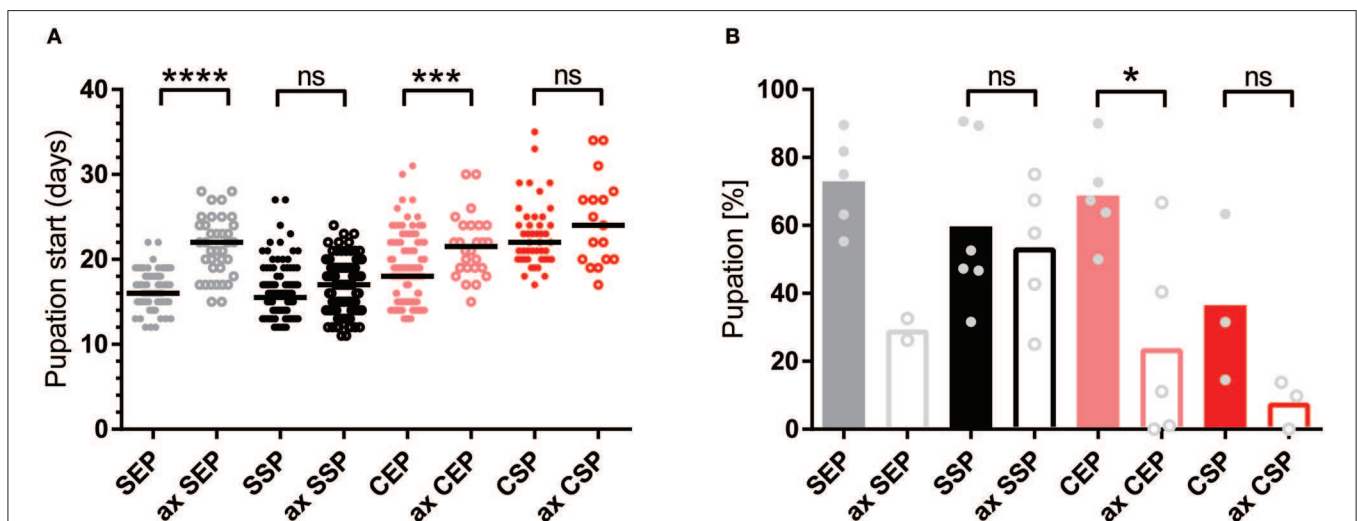 A
Pupation start (days)
**** ns *** ns
40
30
20
10
0
SEP
ax SEP
SSP
ax SSP
CEP
ax CEP
CSP
ax CSP
B
Pupation [%]
ns * ns
100
80
60
40
20
0
SEP
ax SEP
SSP
ax SSP
CEP
ax CEP
CSP
ax CSP